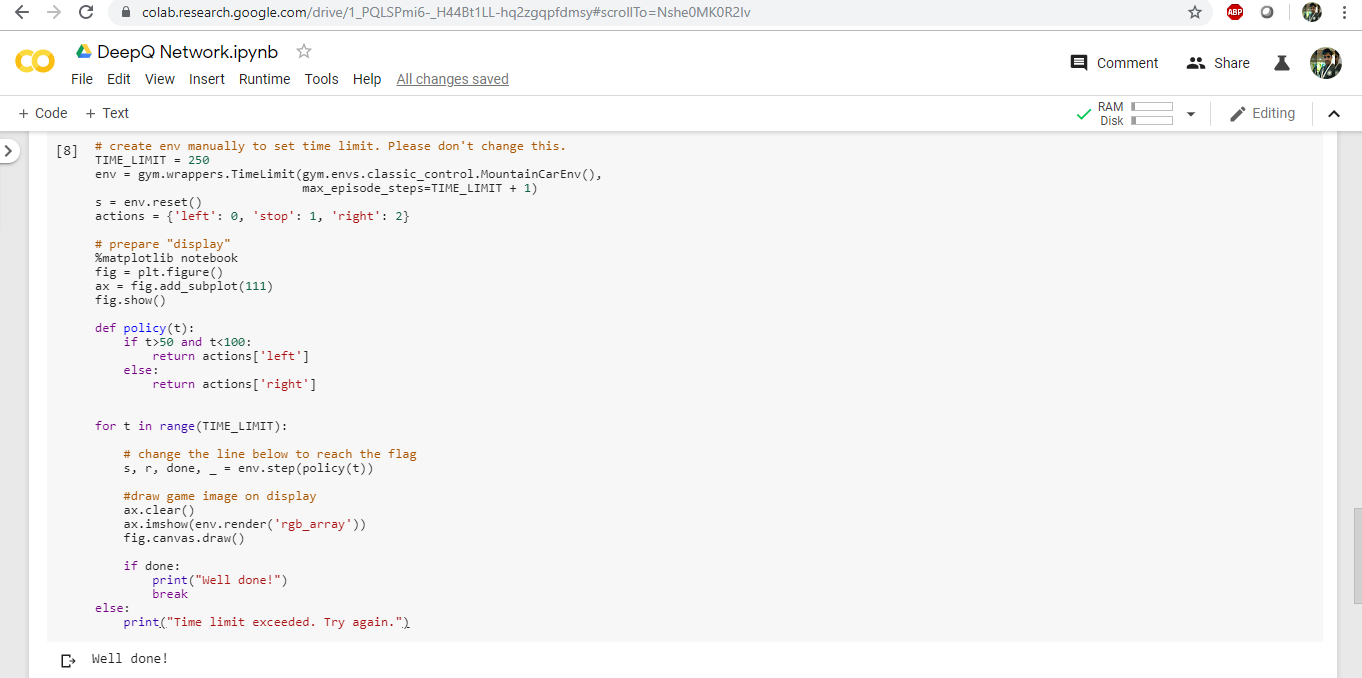 colab.research.google.com/drive/1_PQLSPmi6-_H44Bt1LL-hq2zgqpfdmsy#scrollTo=Nshe0MK0R2lv
ABP
DeepQ Network.ipynb
File Edit View Insert Runtime Tools Help All changes saved
Comment
Share
+ Code + Text
RAM
Disk
Editing
[8]
# create env manually to set time limit. Please don't change this.
TIME_LIMIT = 250
env = gym.wrappers.TimeLimit(gym.envs.classic_control.MountainCarEnv(),
                             max_episode_steps=TIME_LIMIT + 1)
s = env.reset()
actions = {'left': 0, 'stop': 1, 'right': 2}

# prepare "display"
%matplotlib notebook
fig = plt.figure()
ax = fig.add_subplot(111)
fig.show()

def policy(t):
    if t>50 and t<100:
        return actions['left']
    else:
        return actions['right']


for t in range(TIME_LIMIT):

    # change the line below to reach the flag
    s, r, done, _ = env.step(policy(t))

    #draw game image on display
    ax.clear()
    ax.imshow(env.render('rgb_array'))
    fig.canvas.draw()

    if done:
        print("Well done!")
        break
else:
    print("Time limit exceeded. Try again.")
Well done!